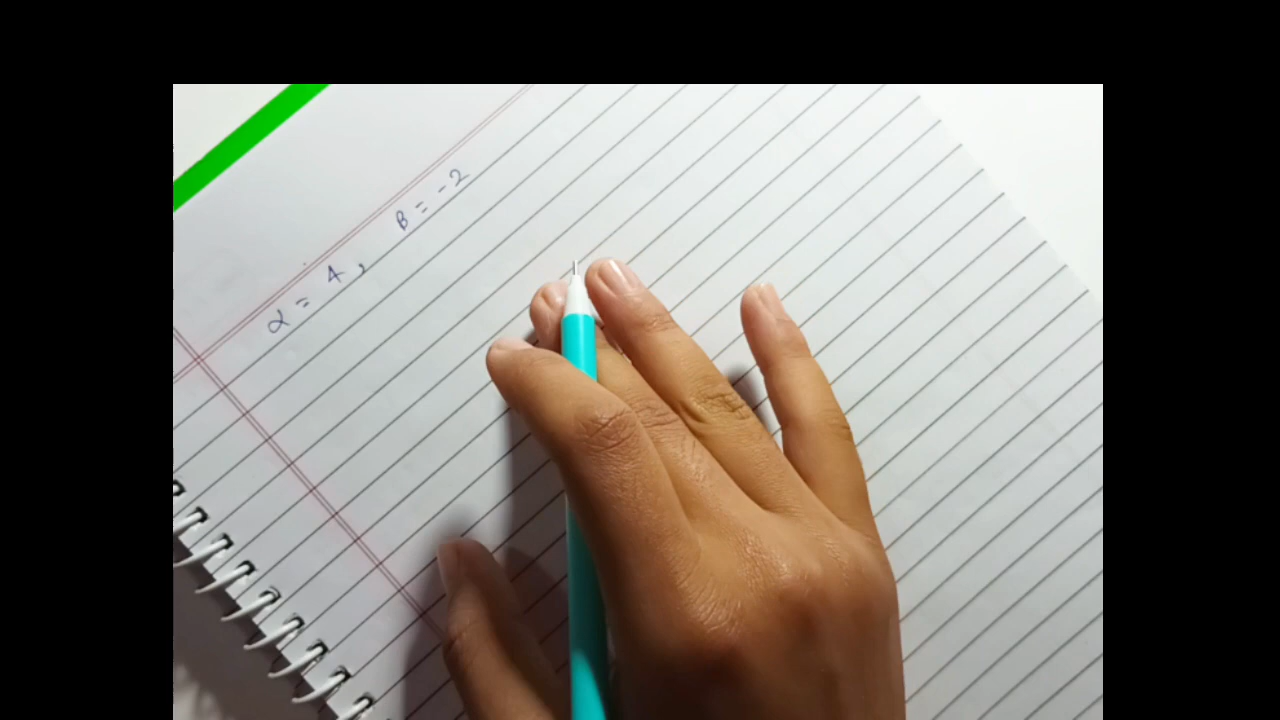 α = 4, β = -2